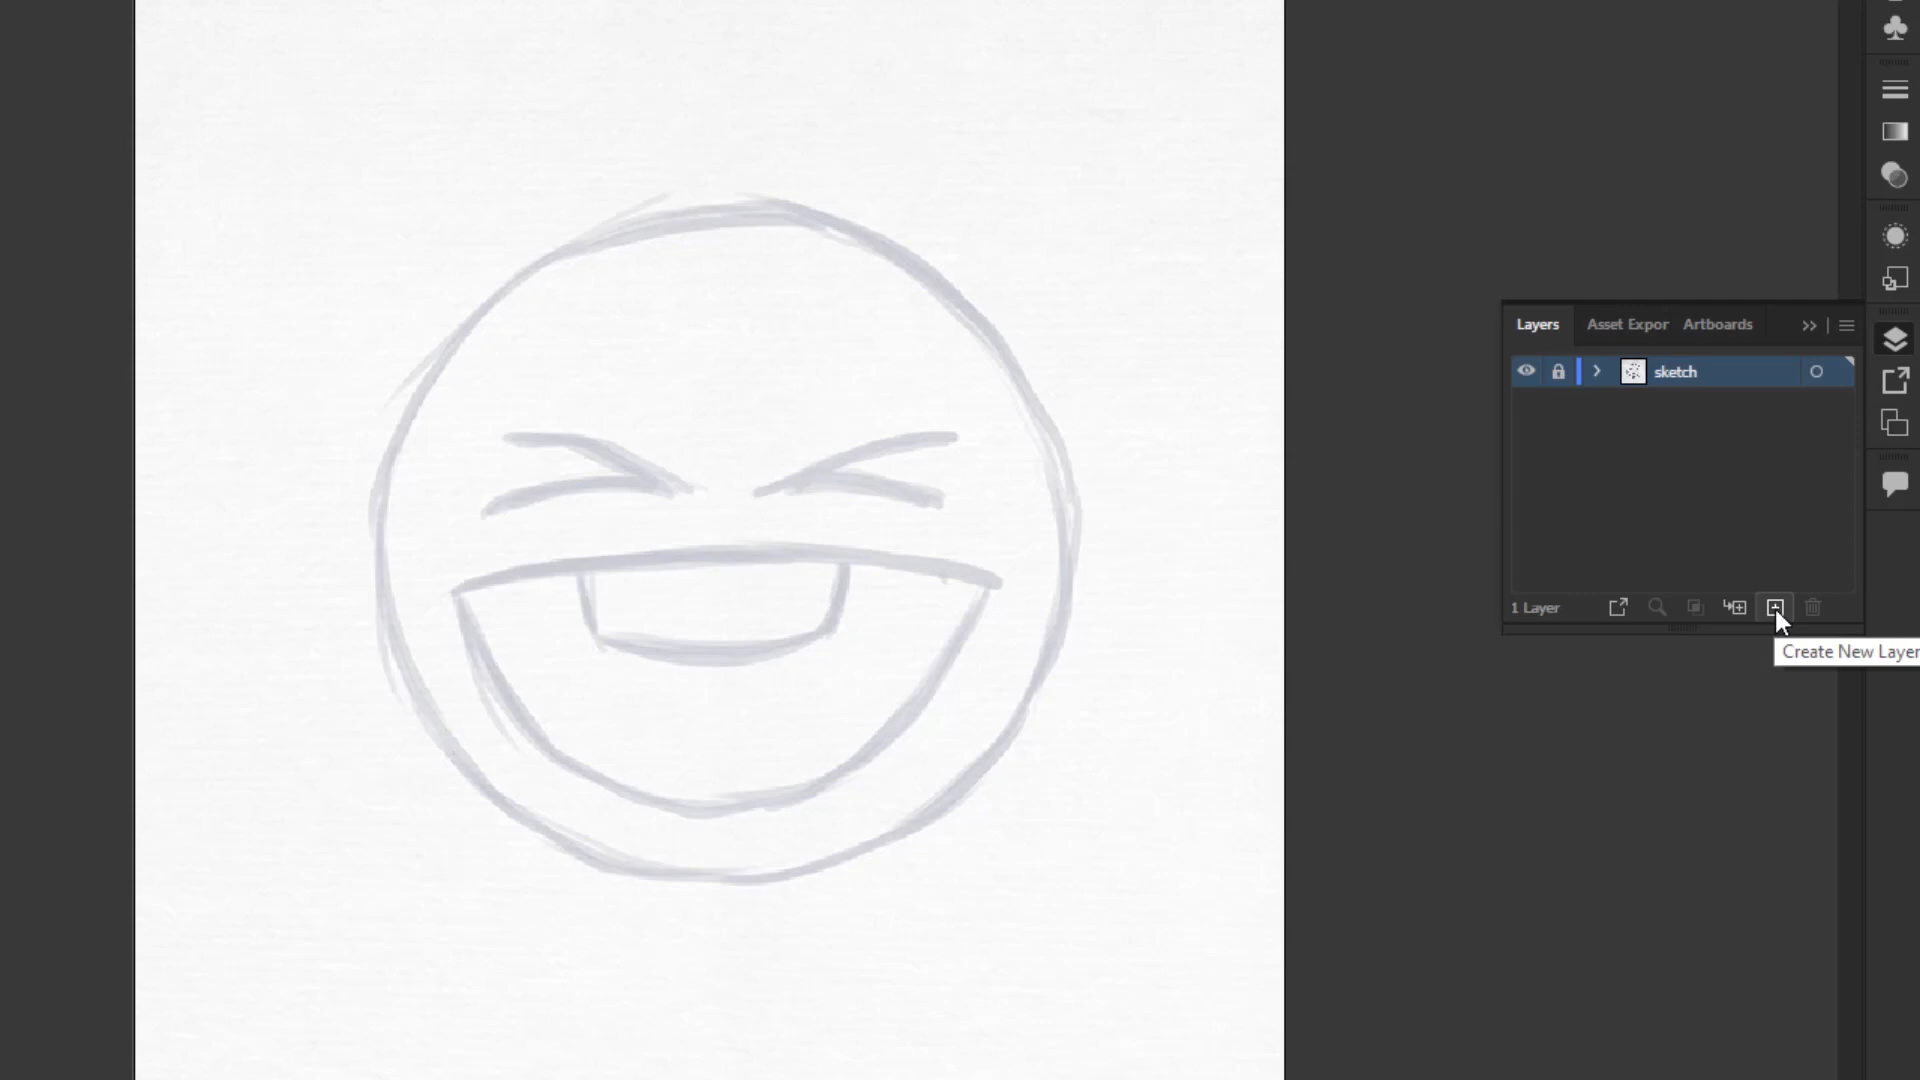 Layers
Asset Expor
Artboards
sketch
1 Layer
Create New Layer